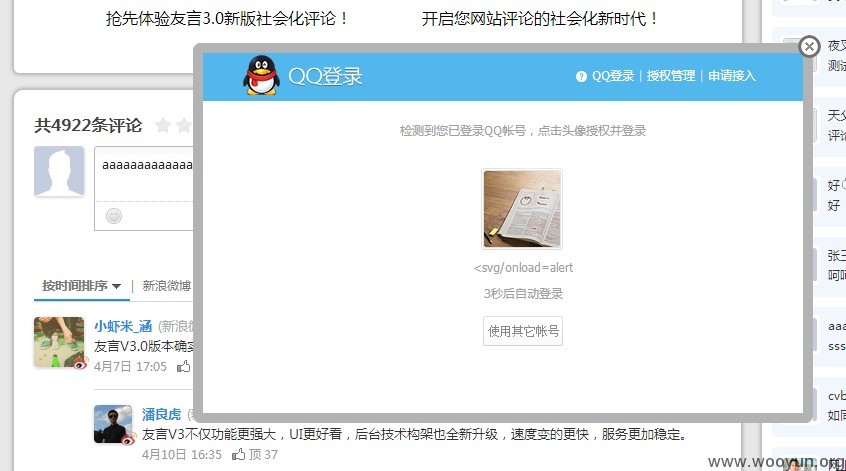 抢先体验友言3.0新版社会化评论！ 开启您网站评论的社会化新时代！
QQ登录
QQ登录 | 授权管理 | 申请接入
检测到您已登录QQ帐号，点击头像授权并登录
<svg/onload=alert
3秒后自动登录
使用其它帐号
共4922条评论
aaaaaaaaaaaaaa
按时间排序 | 新浪微博
小虾米_涵 (新浪
友言V3.0版本确实
4月7日 17:05
潘良虎 (
友言V3不仅功能更强大，UI更好看，后台技术构架也全新升级，速度变的更快，服务更加稳定。
4月10日 16:35 顶 37
夜叉
测试
天父
评论
好
好
张三
呵呵
aaa
sss
cvb
如同
www.wooyun.org